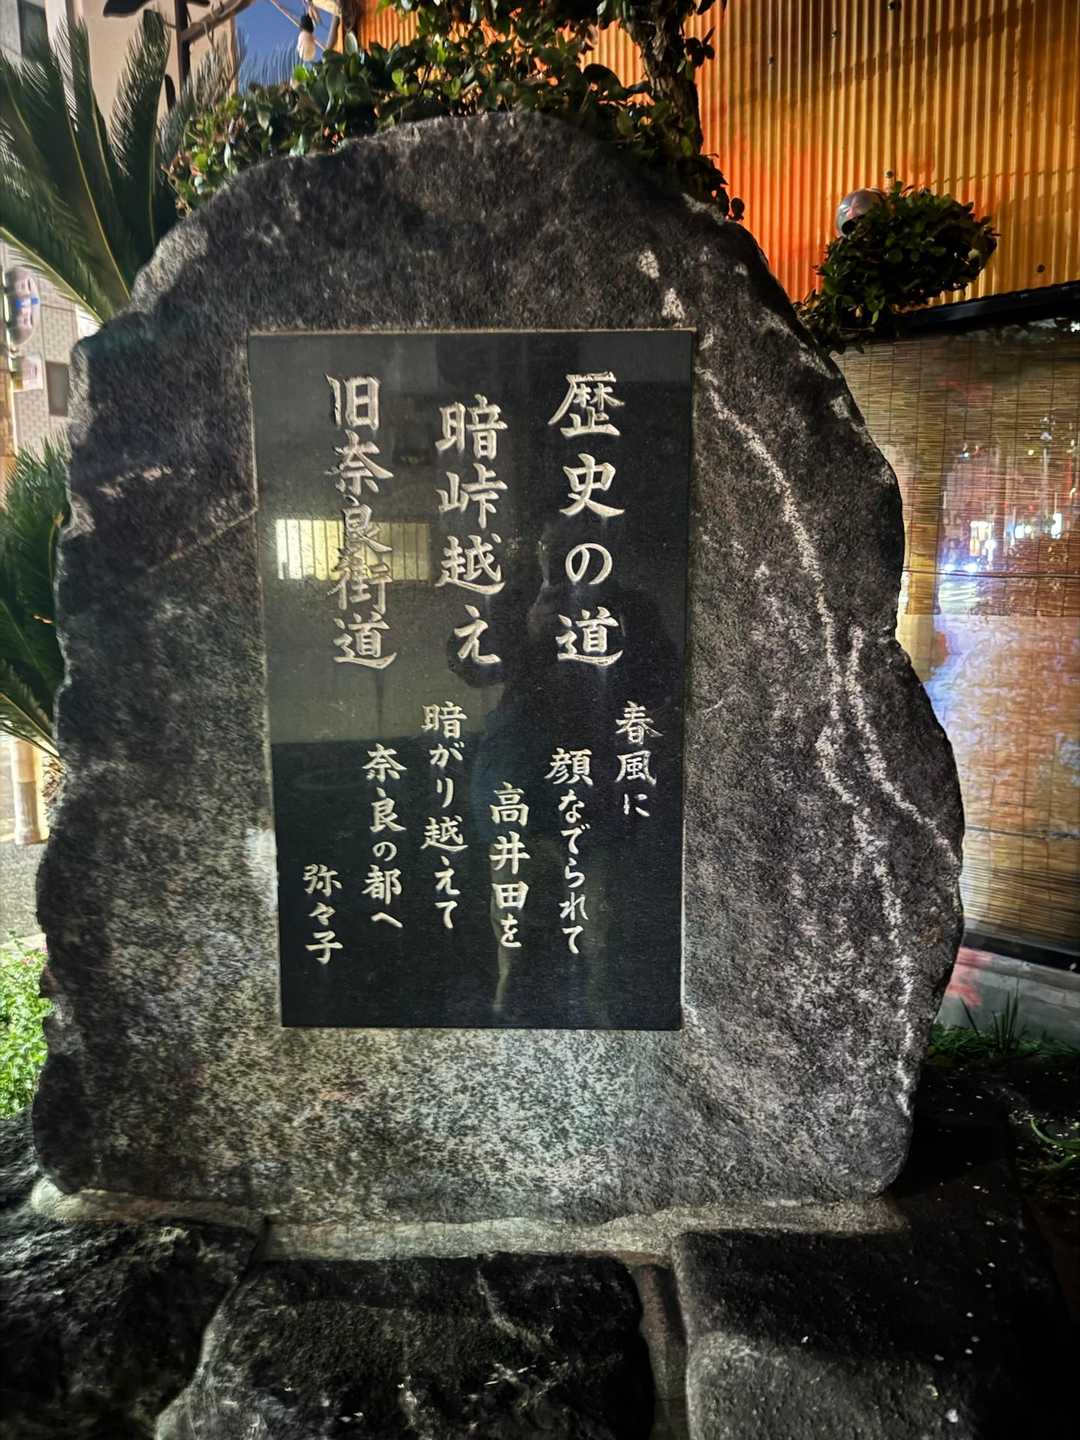 歴史の道
暗峠越え
旧奈良街道
春風に
顔なでられて
高井田を
暗がり越えて
奈良の都へ
弥々子